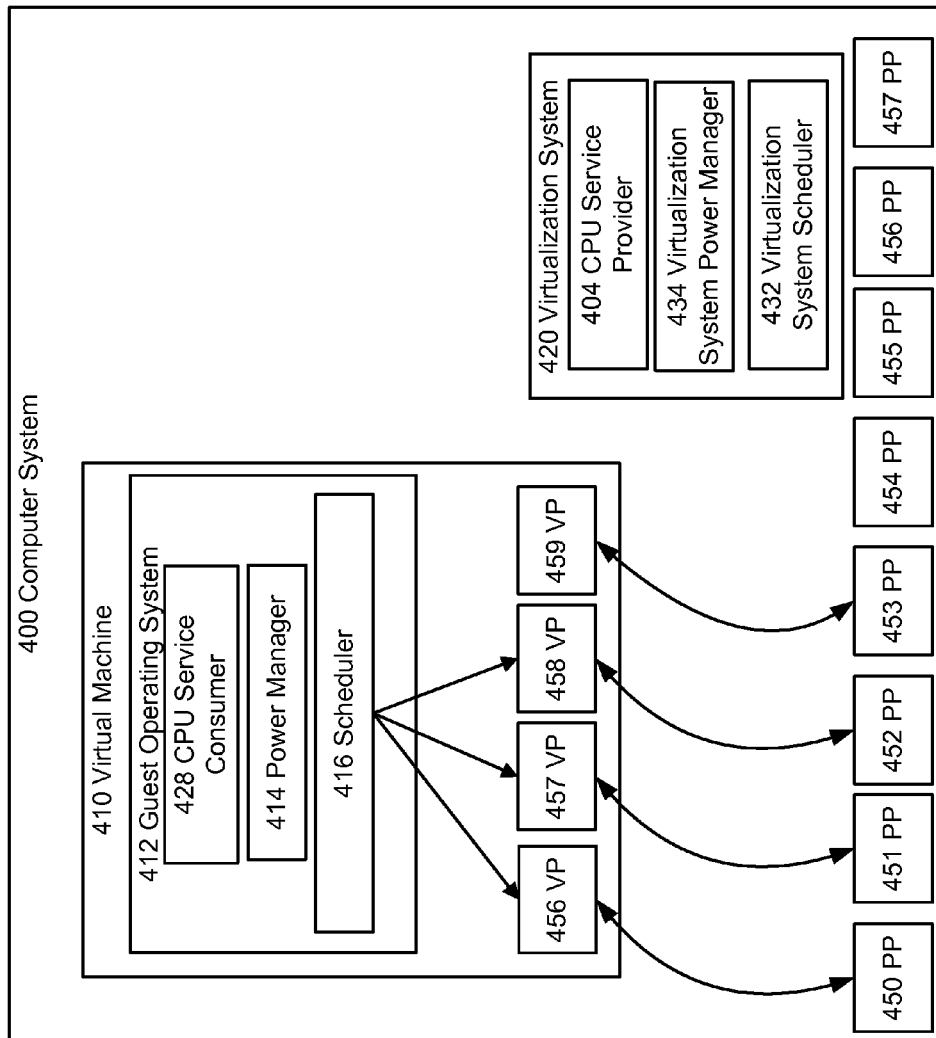 400 Computer System
410 Virtual Machine
412 Guest Operating System
428 CPU Service
Consumer
414 Power Manager
416 Scheduler
456 VP
457 VP
458 VP
459 VP
420 Virtualization System
404 CPU Service
Provider
434 Virtualization
System Power Manager
432 Virtualization
System Scheduler
450 PP
451 PP
452 PP
453 PP
454 PP
455 PP
456 PP
457 PP